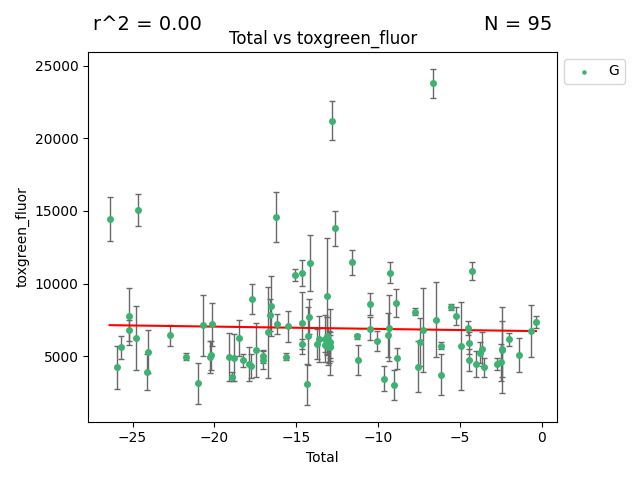 r^2 = 0.00
N = 95
Total vs toxgreen_fluor
G
25000
20000
15000
10000
5000
toxgreen_fluor
−25
−20
−15
−10
−5
0
Total